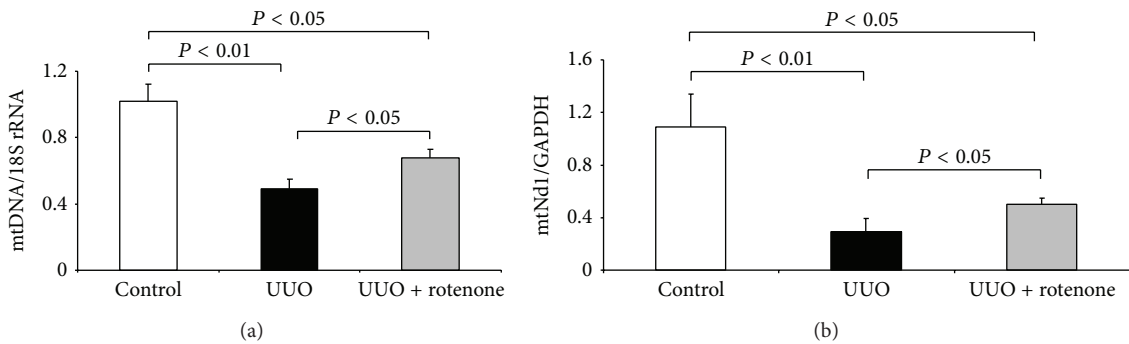 P < 0.05
P < 0.01
P < 0.05
mtDNA/18S rRNA
1.2
0.8
0.4
0
Control
UUO
UUO + rotenone
(a)
P < 0.05
P < 0.01
P < 0.05
mtNd1/GAPDH
1.6
1.2
0.8
0.4
0
Control
UUO
UUO + rotenone
(b)